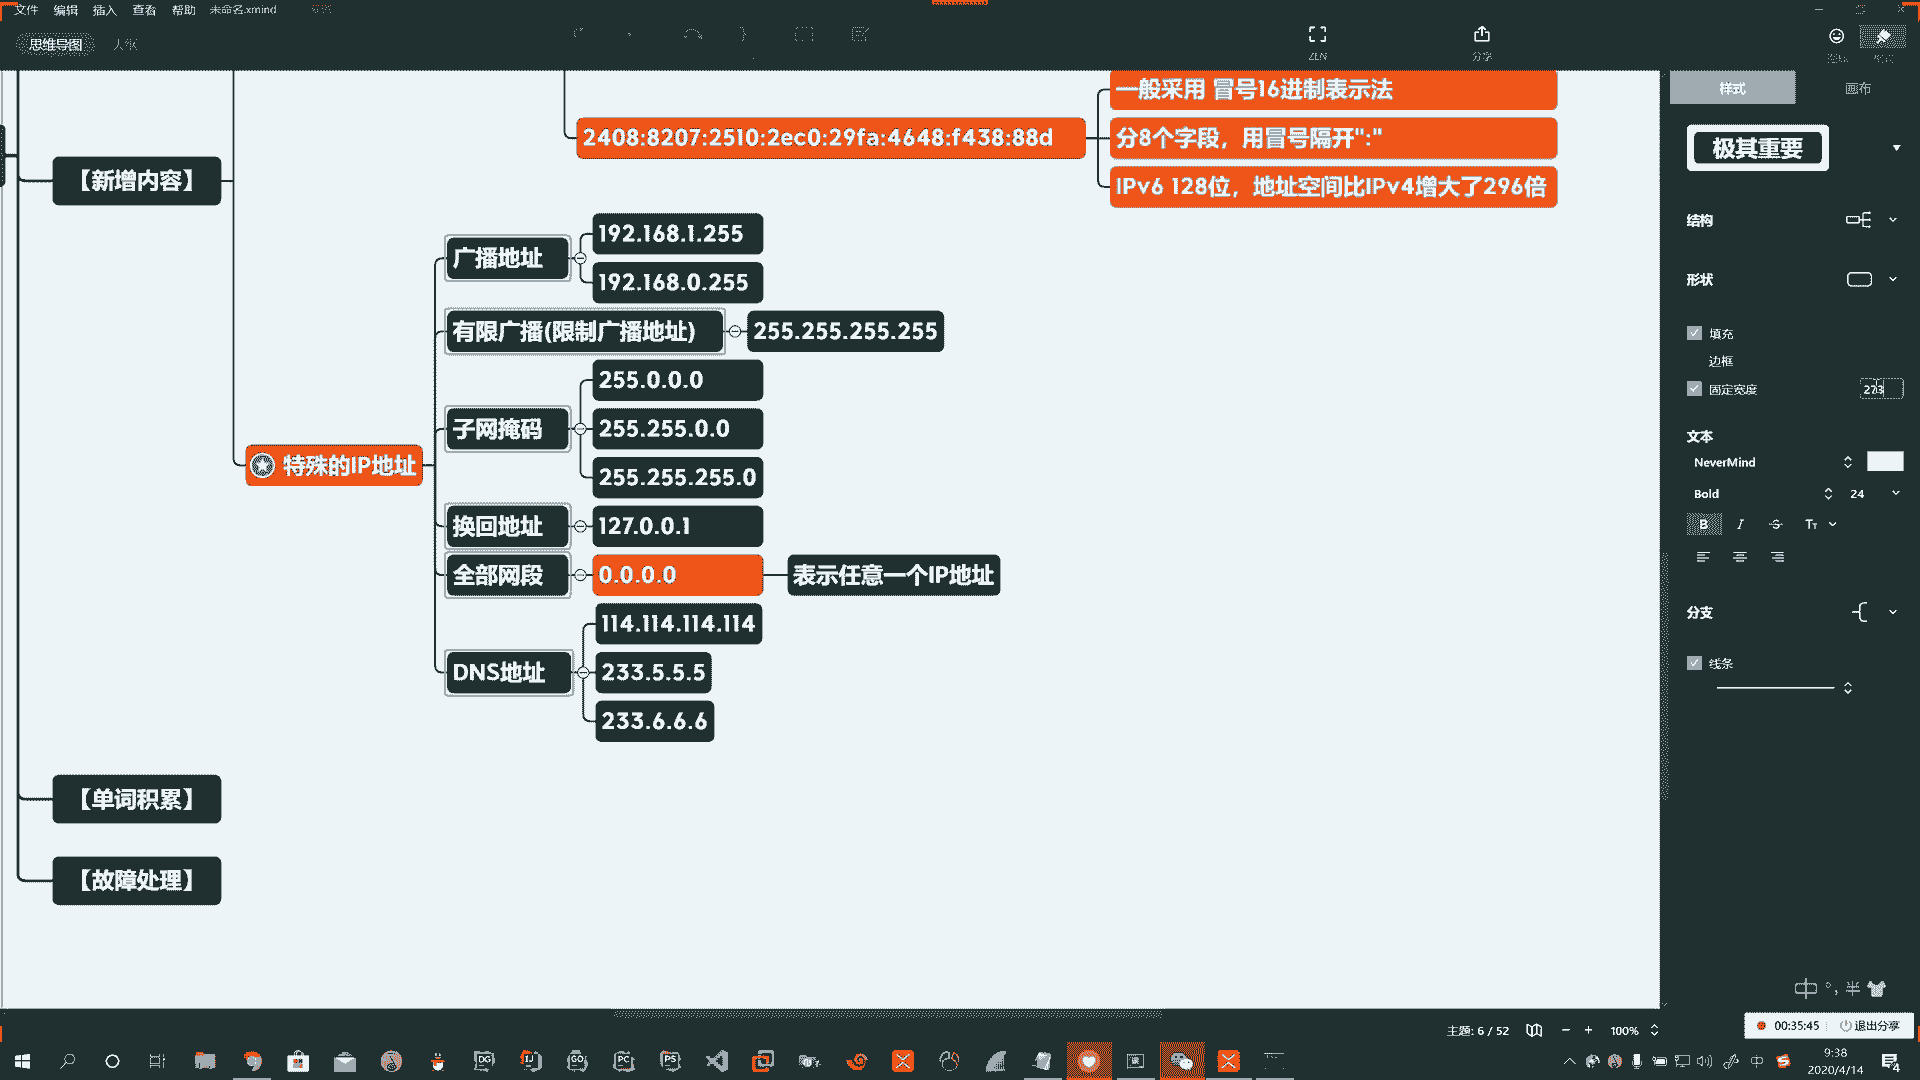 文件 编辑 插入 查看 帮助 未命名.xmind
思维导图
ZEN
分享
样式 画布
【新增内容】
2408:8207:2510:2ec0:29fa:4648:f438:88d
一般采用 冒号16进制表示法
分8个字段，用冒号隔开":"
IPv6 128位，地址空间比IPv4增大了296倍
特殊的IP地址
广播地址
192.168.1.255
192.168.0.255
有限广播(限制广播地址)
255.255.255.255
子网掩码
255.0.0.0
255.255.0.0
255.255.255.0
换回地址
127.0.0.1
全部网段
0.0.0.0
表示任意一个IP地址
DNS地址
114.114.114.114
233.5.5.5
233.6.6.6
【单词积累】
【故障处理】
极其重要
结构
形状
填充
边框
固定宽度 273
文本
NeverMind
Bold 24
B I S Tт
分支
线条
中 °, 半
主题: 6 / 52
100%
00:35:45 退出分享
DG IJ GO PC PS
中
9:38
2020/4/14
4